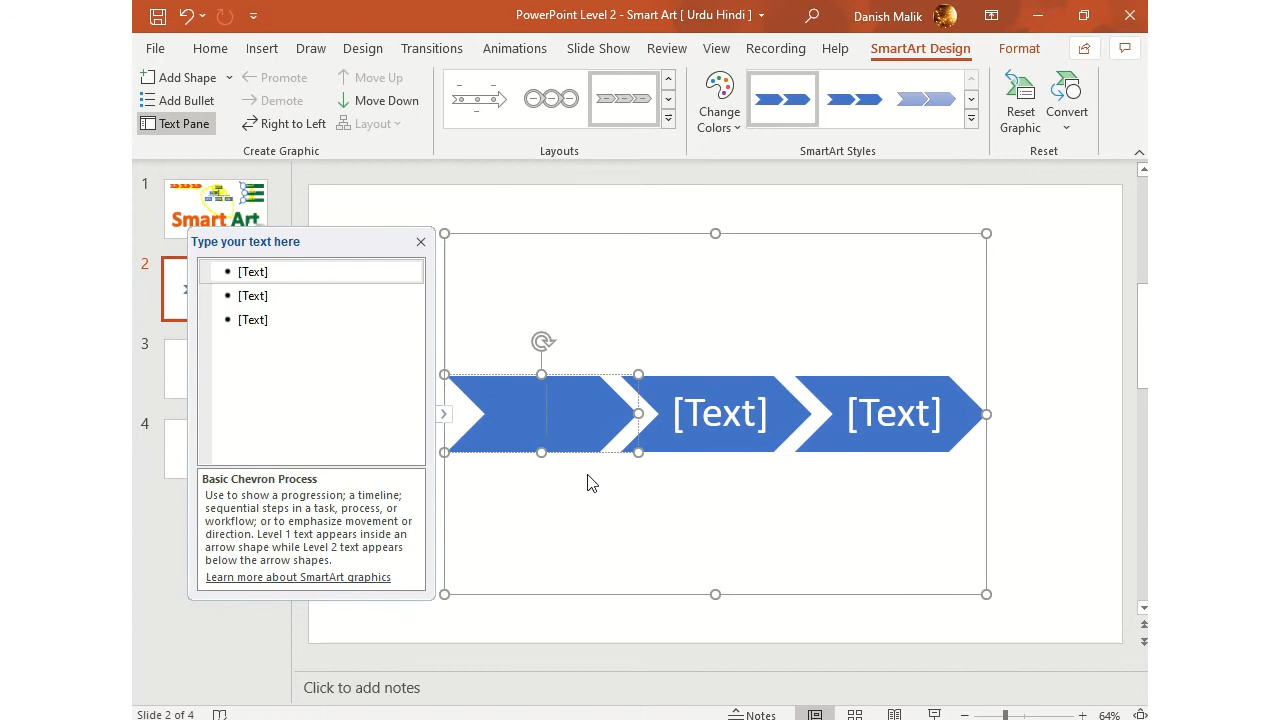 PowerPoint Level 2 - Smart Art [ Urdu Hindi ]
Danish Malik
File Home Insert Draw Design Transitions Animations Slide Show Review View Recording Help SmartArt Design Format
Add Shape
Add Bullet
Text Pane
Promote
Demote
Right to Left
Move Up
Move Down
Layout
Create Graphic
Layouts
Change
Colors
SmartArt Styles
Reset
Graphic
Convert
Reset
1
Smart Art
2
3
4
Type your text here
[Text]
[Text]
[Text]
Basic Chevron Process
Use to show a progression; a timeline;
sequential steps in a task, process, or
workflow; or to emphasize movement or
direction. Level 1 text appears inside an
arrow shape while Level 2 text appears
below the arrow shapes.
Learn more about SmartArt graphics
[Text] [Text]
Click to add notes
Slide 2 of 4
Notes
64%